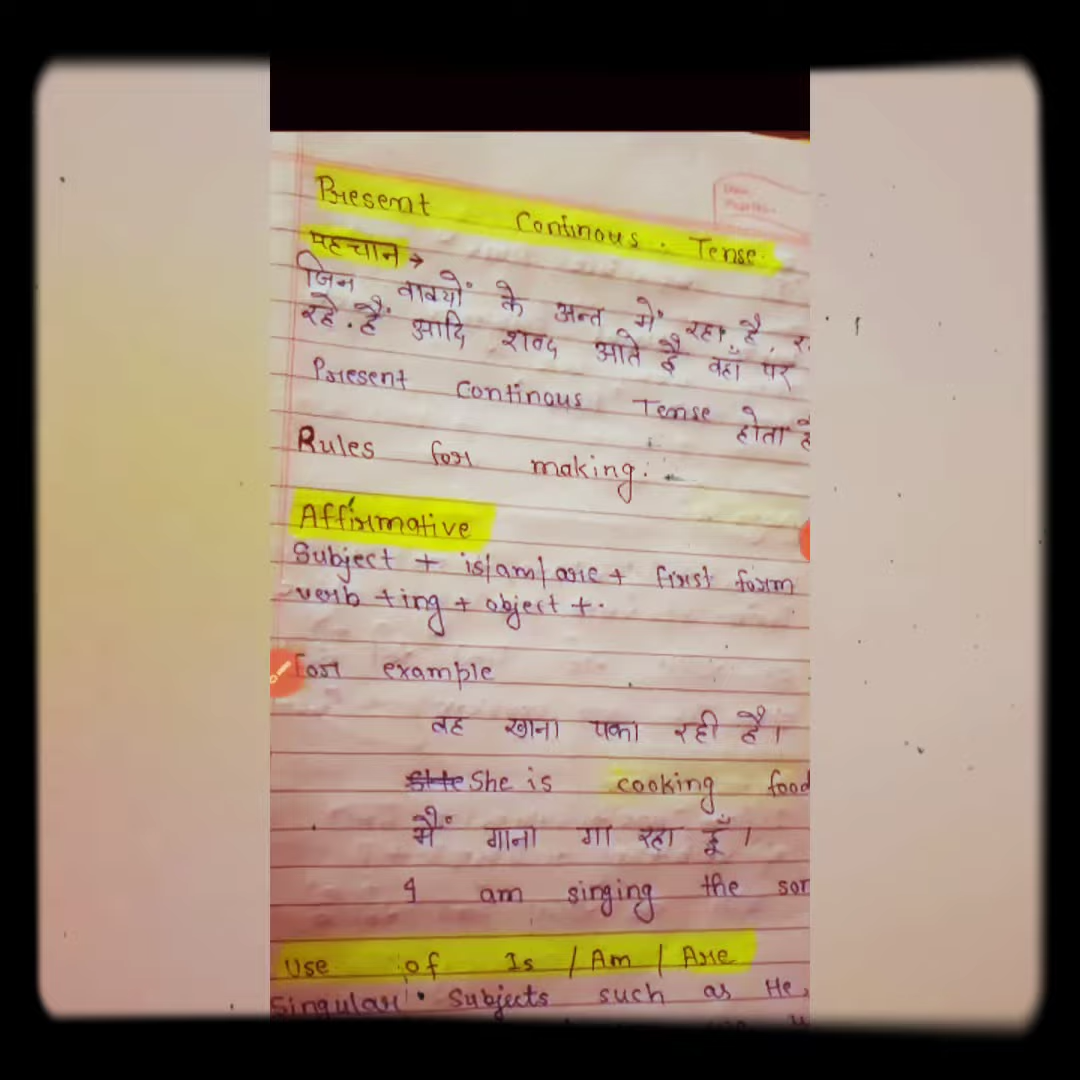 Present Continous. Tense.
पहचान →
जिन वाक्यों के अन्त में रहा है,
रहे. हैं आदि शब्द आते हैं वहाँ पर
Present Continous Tense होता
Rules for making:
Affirmative
Subject + is/am/are + first form
verb +ing + object +.
For example
वह खाना पका रही है।
She is cooking food
मैं गाना गा रहा हूँ।
I am singing the
Use of Is / Am / Are
Singular Subjects such as He,